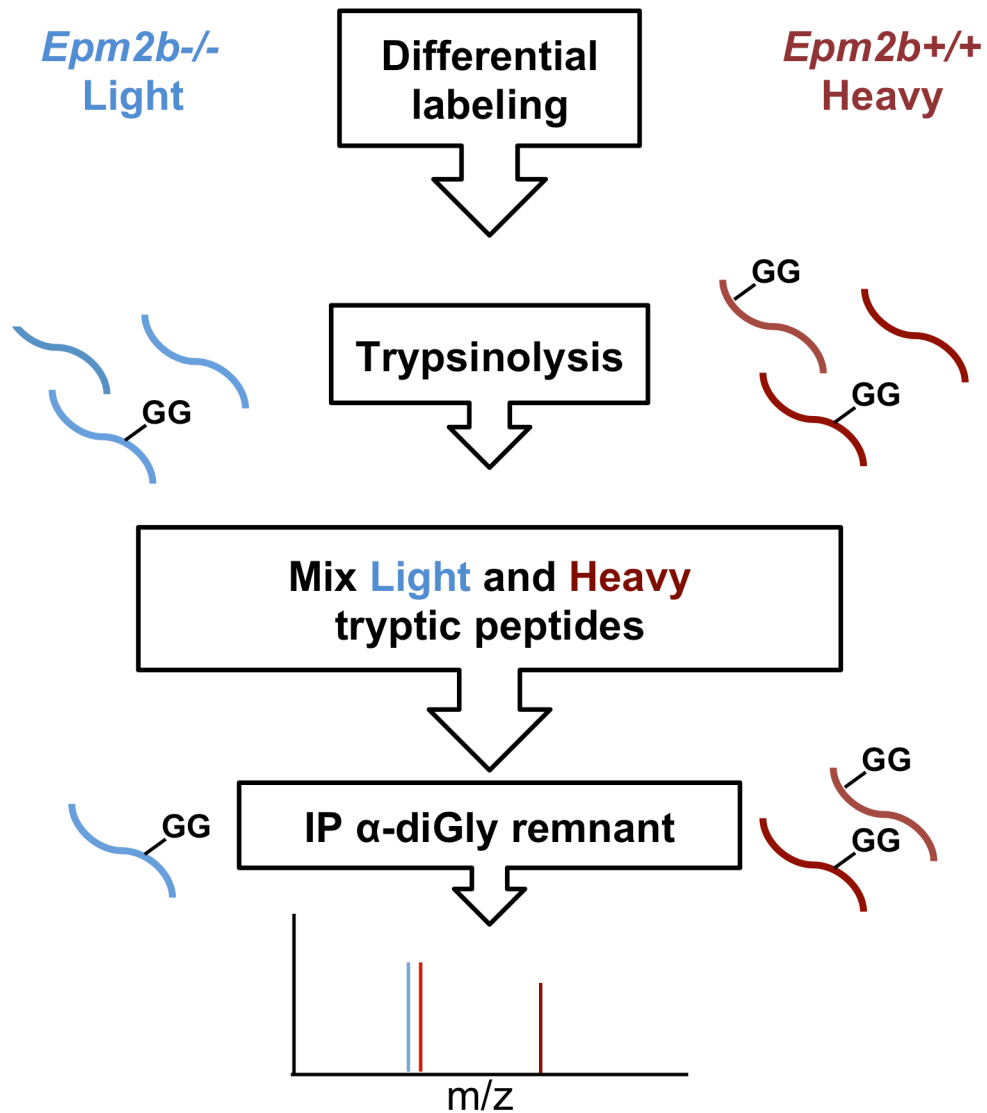 Epm2b-/-
Light
Differential
labeling
Epm2b+/+
Heavy
GG
Trypsinolysis
GG
GG
Mix Light and Heavy
tryptic peptides
GG
IP α-diGly remnant
GG
GG
m/z